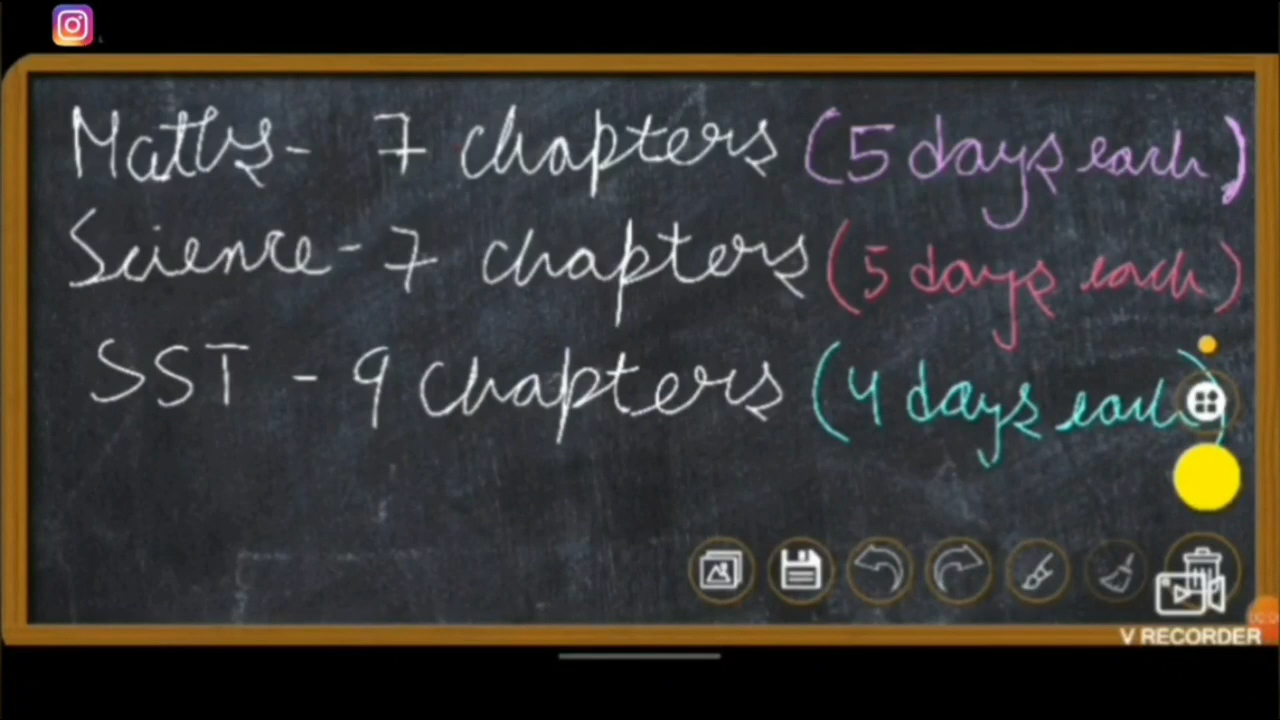 Maths - 7 chapters (5 days each)
Science - 7 chapters (5 days each)
SST - 9 chapters (4 days each)
V RECORDER